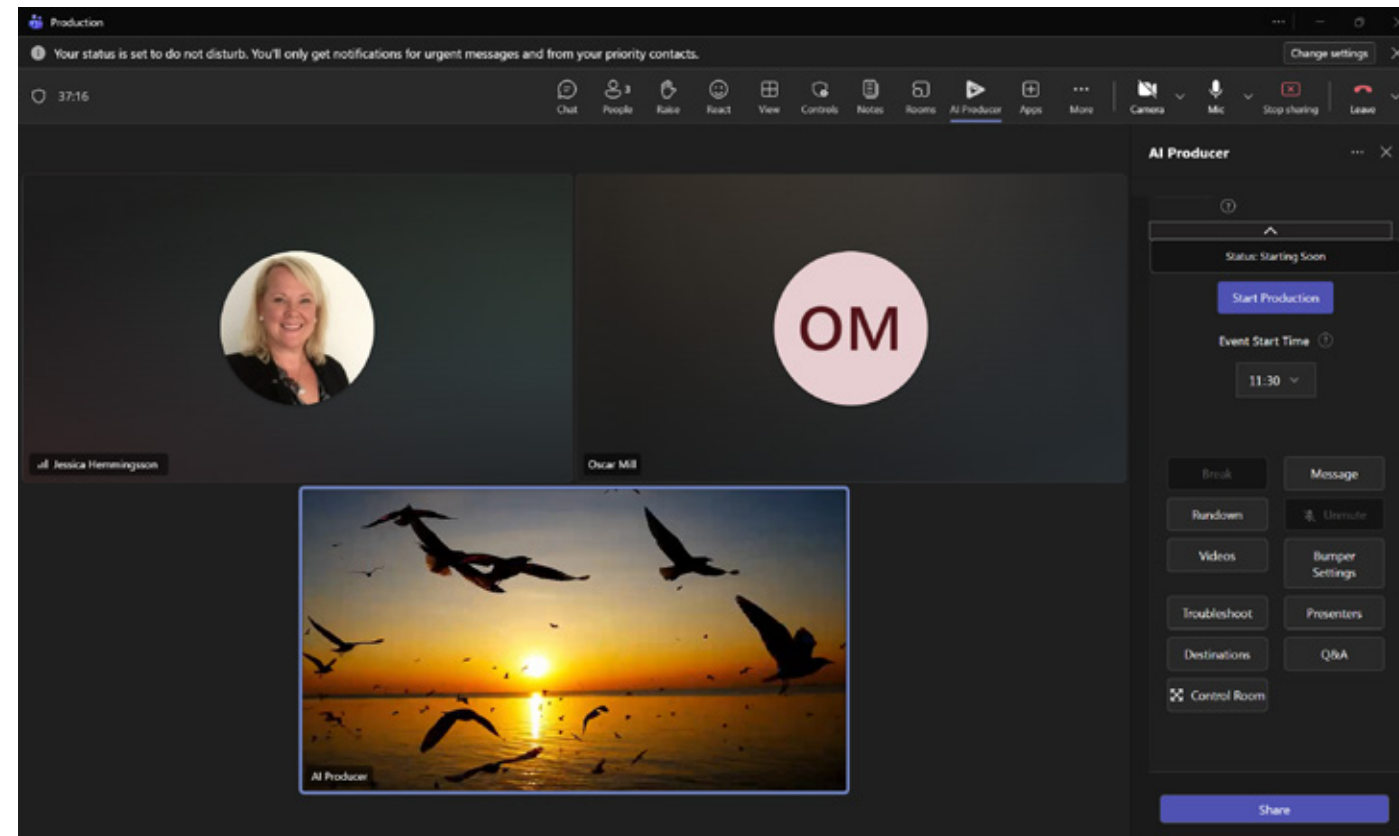 Production
Your status is set to do not disturb. You'll only get notifications for urgent messages and from your priority contacts.
Change settings
37:16
Chat
People 3
Raise
React
View
Controls
Notes
Rooms
AI Producer
Apps
More
Camera
Mic
Stop sharing
Leave
AI Producer
Status: Starting Soon
Start Production
Event Start Time
11:30
Break
Message
Rundown
Unmute
Videos
Bumper
Settings
Troubleshoot
Presenters
Destinations
Q&A
Control Room
Share
Jessica Hemmingsson
OM
Oscar Mill
AI Producer